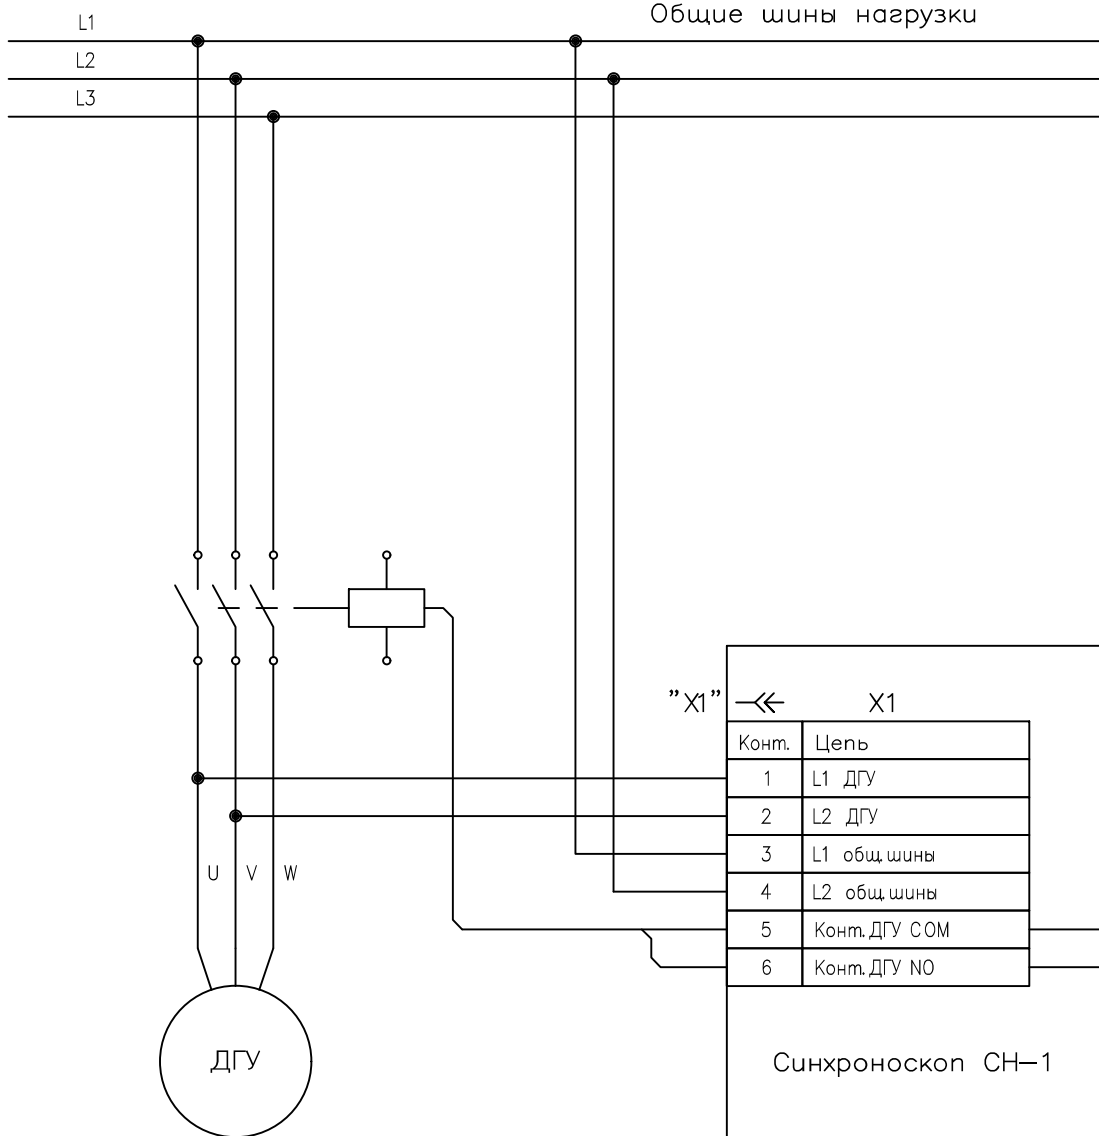 Общие шины нагрузки
L1
L2
L3
"X1" X1
Конт. Цепь
1 L1 ДГУ
2 L2 ДГУ
3 L1 общ.шины
4 L2 общ.шины
5 Конт.ДГУ COM
6 Конт.ДГУ NO
U V W
ДГУ
Синхроноскоп СН-1